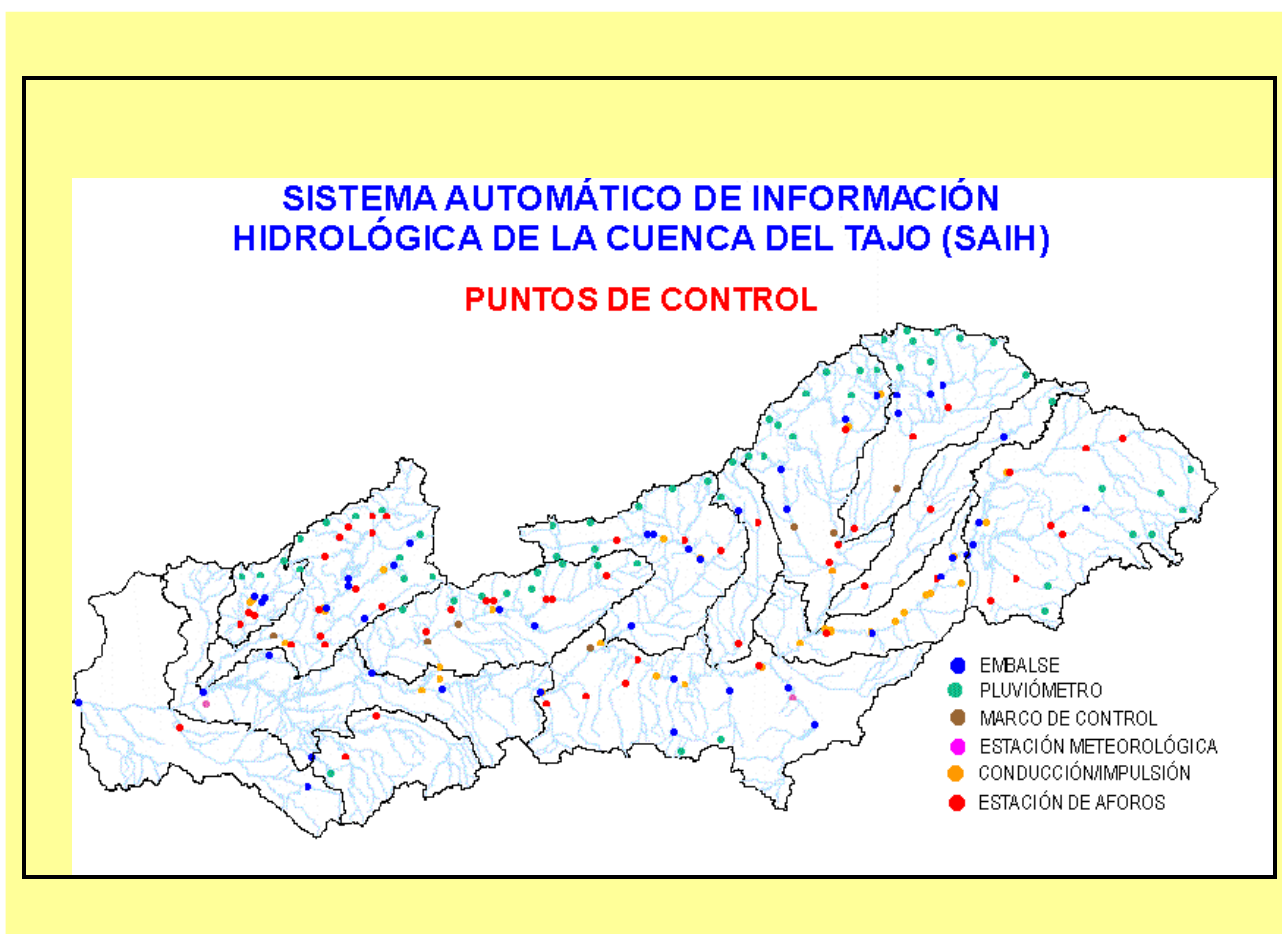 SISTEMA AUTOMÁTICO DE INFORMACIÓN
HIDROLÓGICA DE LA CUENCA DEL TAJO (SAIH)
PUNTOS DE CONTROL
EMBALSE
PLUVIÓMETRO
MARCO DE CONTROL
ESTACIÓN METEOROLÓGICA
CONDUCCIÓN/IMPULSIÓN
ESTACIÓN DE AFOROS